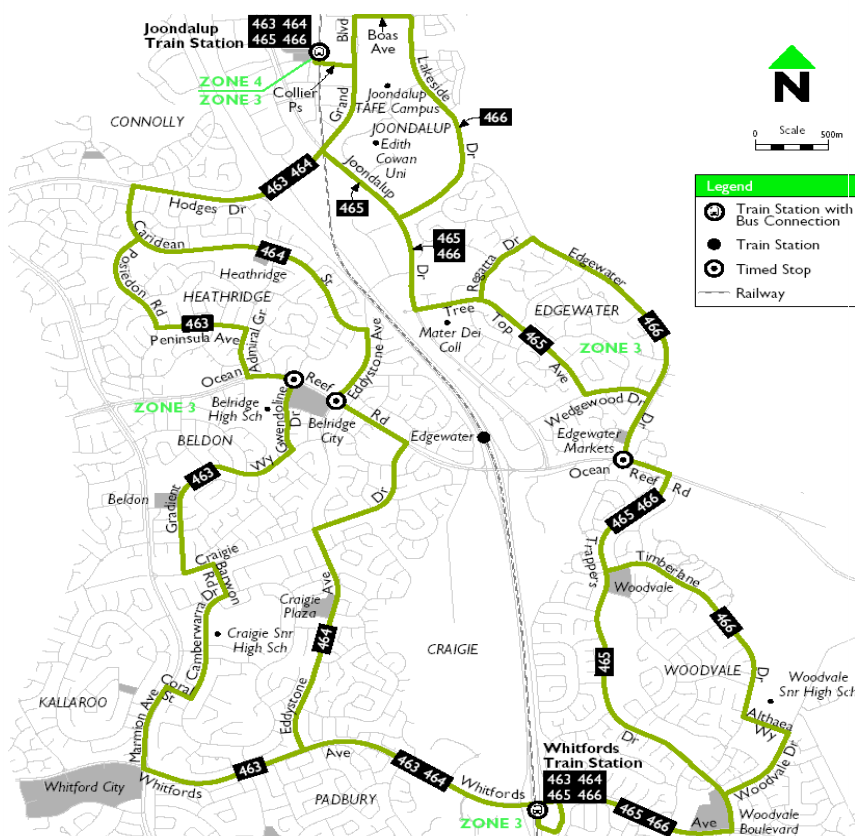 Joondalup
Train Station
463 464
465 466
ZONE 4
ZONE 3
Collier
Ps
Blvd
Grand
Boas
Ave
Lakeside
Dr
Joondalup
TAFE Campus
JOONDALUP
Edith
Cowan
Uni
466
CONNOLLY
463 464
Hodges Dr
Joondalup
Dr
465
465
466
N
Scale
0 500m
Legend
Train Station with
Bus Connection
Train Station
Timed Stop
Railway
Caridean
St
464
Heathridge
HEATHRIDGE
Posiedon Rd
463
Peninsula Ave
Admiral Gr
Eddystone Ave
Ocean Reef Rd
ZONE 3
Belridge
High Sch
Gwendoline
Dr
Belridge
City
BELDON
Regatta Dr
Edgewater
Dr
EDGEWATER
Tree Top Ave
Mater Dei
Coll
465
466
ZONE 3
Wedgewood Dr
Edgewater
Markets
Edgewater
Ocean Reef Rd
463
Wy
Gradient
Beldon
Dr
465 466
Trappers
Dr
Timberlane
Dr
Woodvale
Craigie
Barwon
Rd
Dr
Camberwarra
Craigie
Plaza
Ave
464
Eddystone
Craigie Snr
High Sch
CRAIGIE
465
466
WOODVALE
Woodvale
Snr High Sch
Althaea
Wy
KALLAROO
Coral
St
Marmion Ave
Whitford City
Whitfords
463
Ave
463 464
Whitfords
PADBURY
ZONE 3
Whitfords
Train Station
463 464
465 466
465 466
Ave
Woodvale Dr
Woodvale
Boulevard